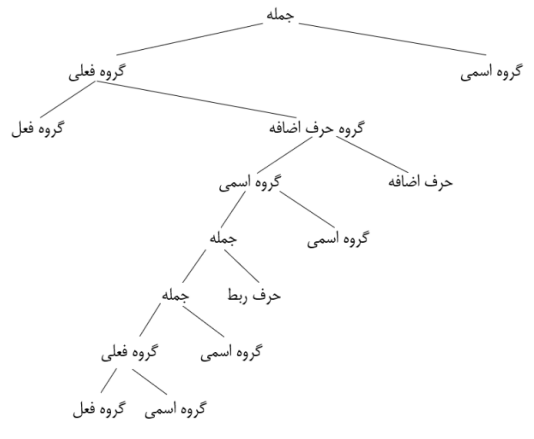 جمله
گروه اسمی گروه فعلی
گروه حرف اضافه گروه فعل
حرف اضافه گروه اسمی
گروه اسمی جمله
حرف ربط جمله
گروه اسمی گروه فعلی
گروه اسمی گروه فعل